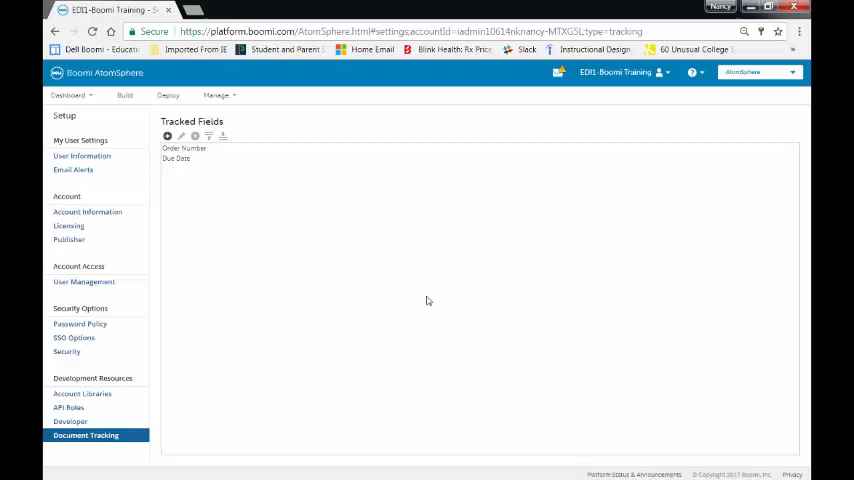 Nancy
EDI1-Boomi Training - S
Secure https://platform.boomi.com/AtomSphere.html#settings;accountId=iadmin10614nknancy-MTXG5L;type=tracking
Dell Boomi - Educati Imported From IE Student and Parent S Home Email Blink Health: Rx Price Slack Instructional Design 60 Unusual College S »
Boomi AtomSphere EDI1-Boomi Training AtomSphere
Dashboard Build Deploy Manage
Setup
Tracked Fields
My User Settings
User Information
Email Alerts
Account
Account Information
Licensing
Publisher
Account Access
User Management
Security Options
Password Policy
SSO Options
Security
Development Resources
Account Libraries
API Roles
Developer
Document Tracking
Order Number
Due Date
Platform Status & Announcements © Copyright 2017 Boomi, Inc. Privacy